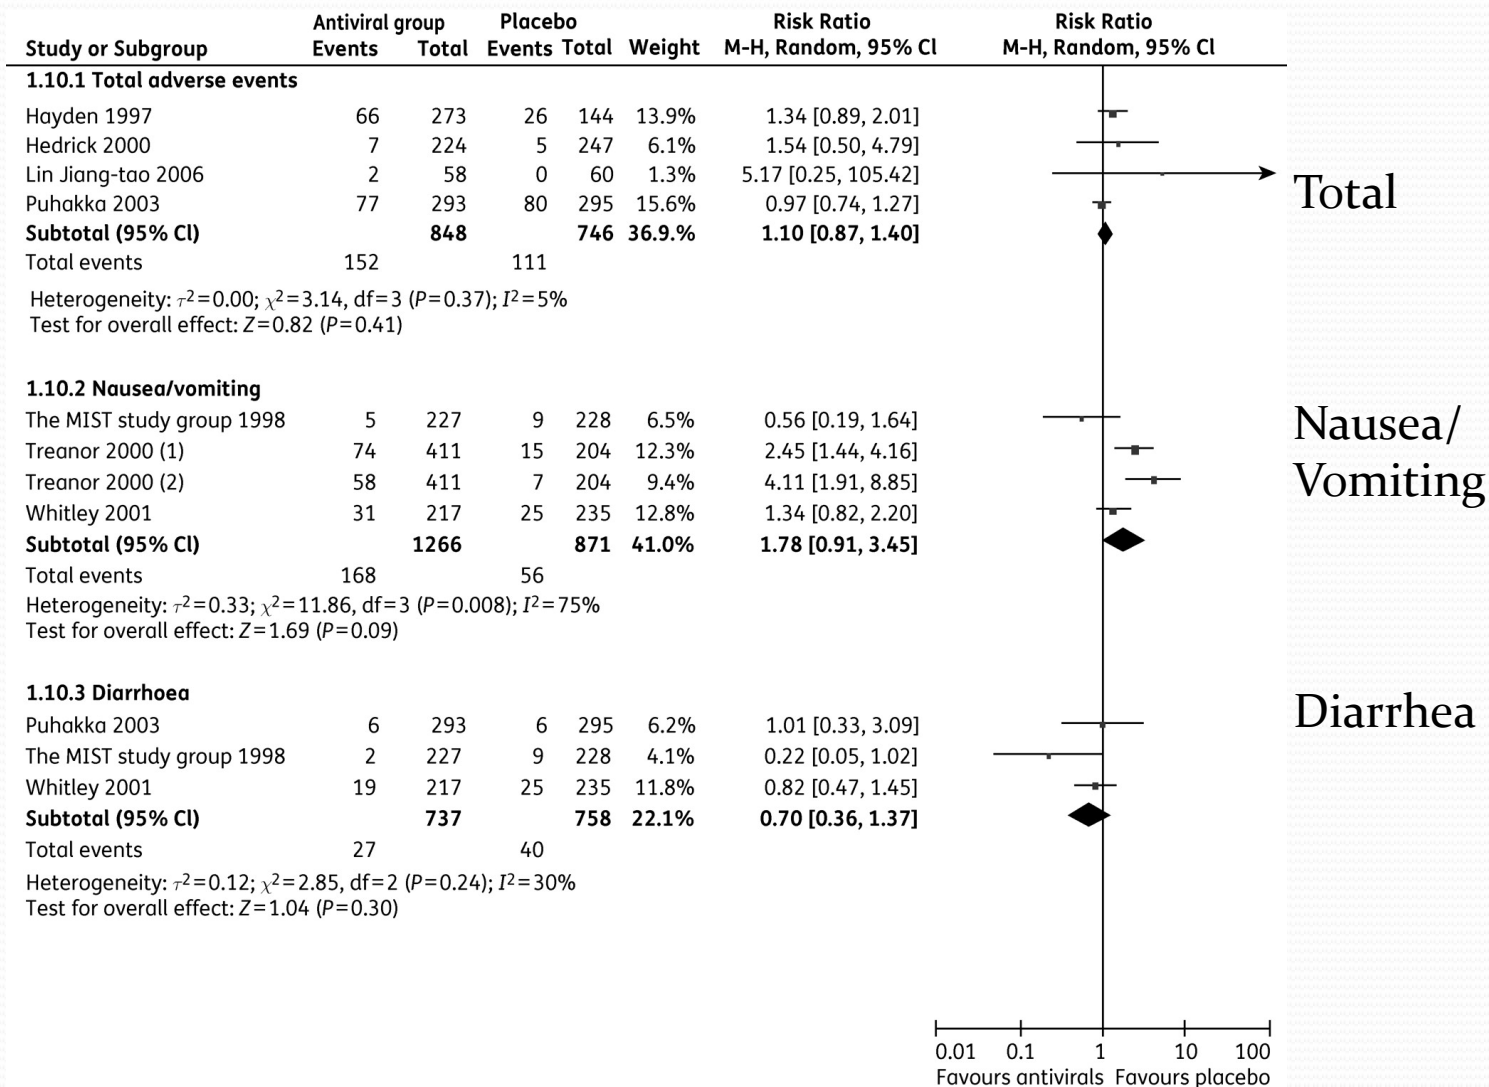 Antiviral group Placebo Risk Ratio Risk Ratio
Study or Subgroup Events Total Events Total Weight M-H, Random, 95% CI M-H, Random, 95% CI
1.10.1 Total adverse events
Hayden 1997 66 273 26 144 13.9% 1.34 [0.89, 2.01]
Hedrick 2000 7 224 5 247 6.1% 1.54 [0.50, 4.79]
Lin Jiang-tao 2006 2 58 0 60 1.3% 5.17 [0.25, 105.42]
Total
Puhakka 2003 77 293 80 295 15.6% 0.97 [0.74, 1.27]
Subtotal (95% CI) 848 746 36.9.% 1.10 [0.87, 1.40]
Total events 152 111
Heterogeneity: τ²=0.00; χ²=3.14, df=3 (P=0.37); I²=5%
Test for overall effect: Z=0.82 (P=0.41)
1.10.2 Nausea/vomiting
The MIST study group 1998 5 227 9 228 6.5% 0.56 [0.19, 1.64]
Nausea/
Treanor 2000 (1) 74 411 15 204 12.3% 2.45 [1.44, 4.16]
Treanor 2000 (2) 58 411 7 204 9.4% 4.11 [1.91, 8.85]
Vomiting
Whitley 2001 31 217 25 235 12.8% 1.34 [0.82, 2.20]
Subtotal (95% CI) 1266 871 41.0% 1.78 [0.91, 3.45]
Total events 168 56
Heterogeneity: τ²=0.33; χ²=11.86, df=3 (P=0.008); I²=75%
Test for overall effect: Z=1.69 (P=0.09)
1.10.3 Diarrhoea
Diarrhea
Puhakka 2003 6 293 6 295 6.2% 1.01 [0.33, 3.09]
The MIST study group 1998 2 227 9 228 4.1% 0.22 [0.05, 1.02]
Whitley 2001 19 217 25 235 11.8% 0.82 [0.47, 1.45]
Subtotal (95% CI) 737 758 22.1% 0.70 [0.36, 1.37]
Total events 27 40
Heterogeneity: τ²=0.12; χ²=2.85, df=2 (P=0.24); I²=30%
Test for overall effect: Z=1.04 (P=0.30)
0.01 0.1 1 10 100
Favours antivirals Favours placebo